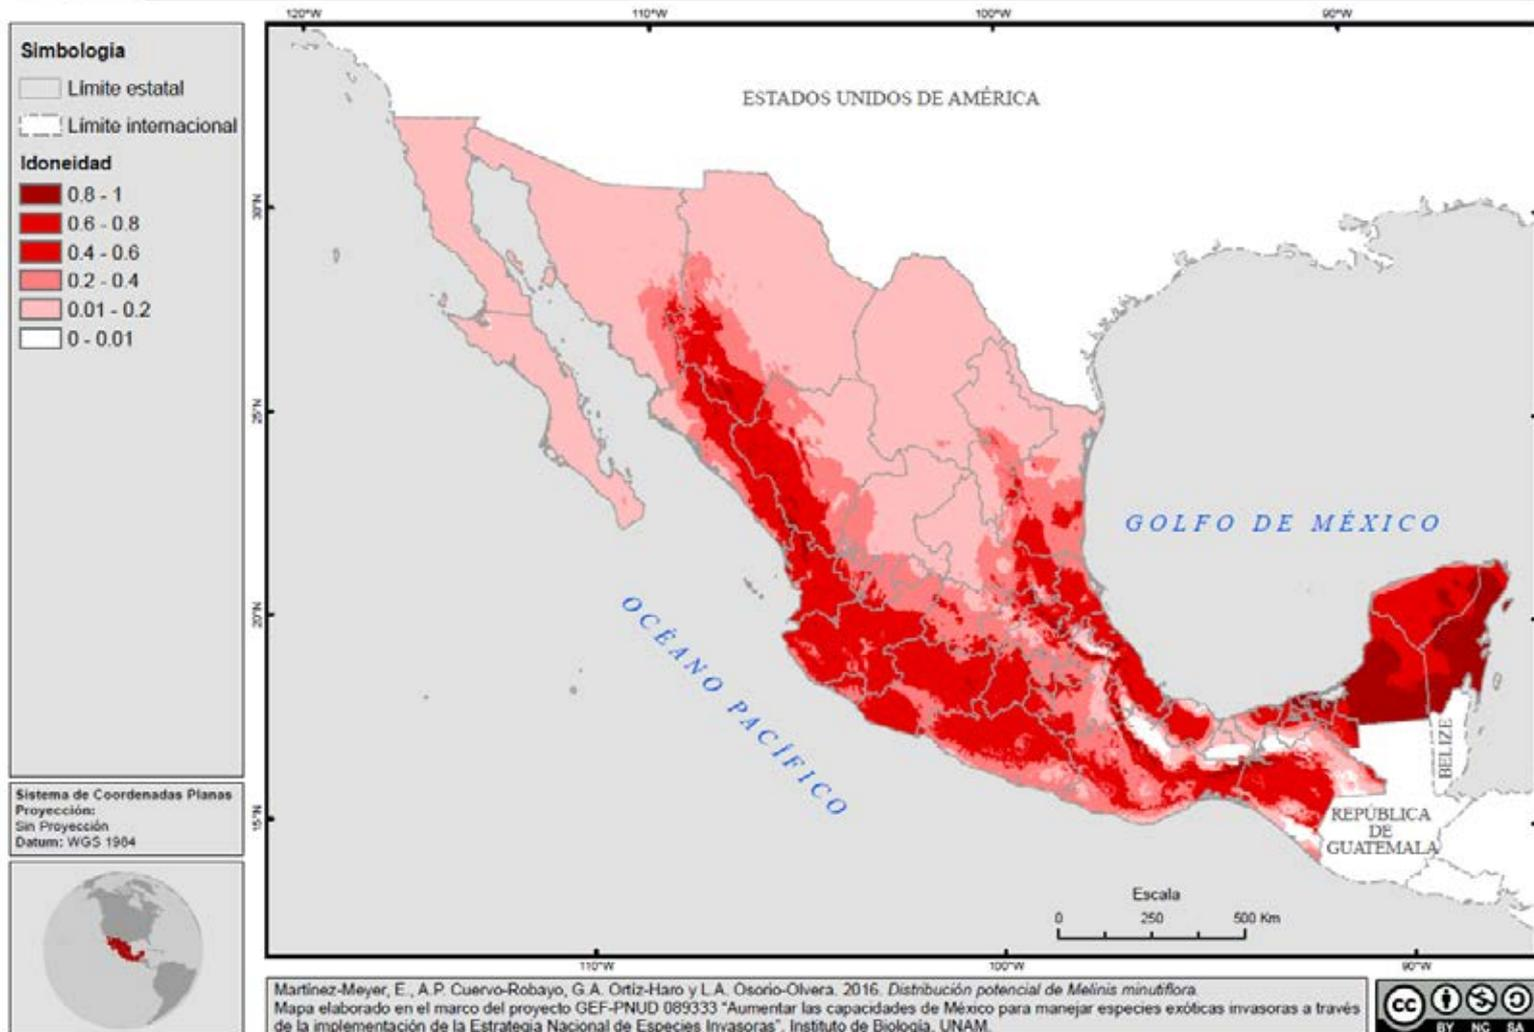 120°W
110°W
100°W
90°W
Simbología
Límite estatal
Límite internacional
Idoneidad
0.8 - 1
0.6 - 0.8
0.4 - 0.6
0.2 - 0.4
0.01 - 0.2
0 - 0.01
ESTADOS UNIDOS DE AMÉRICA
30°N
25°N
20°N
15°N
GOLFO DE MÉXICO
OCÉANO PACÍFICO
BELIZE
REPÚBLICA
DE
GUATEMALA
Escala
0 250 500 Km
Sistema de Coordenadas Planas
Proyección:
Sin Proyección
Datum: WGS 1984
110°W
100°W
90°W
Martínez-Meyer, E., A.P. Cuervo-Robayo, G.A. Ortíz-Haro y L.A. Osorio-Olvera. 2016. Distribución potencial de Melinis minutiflora.
Mapa elaborado en el marco del proyecto GEF-PNUD 089333 "Aumentar las capacidades de México para manejar especies exóticas invasoras a través
de la implementación de la Estrategia Nacional de Especies Invasoras". Instituto de Biología, UNAM.
cc
BY NC SA